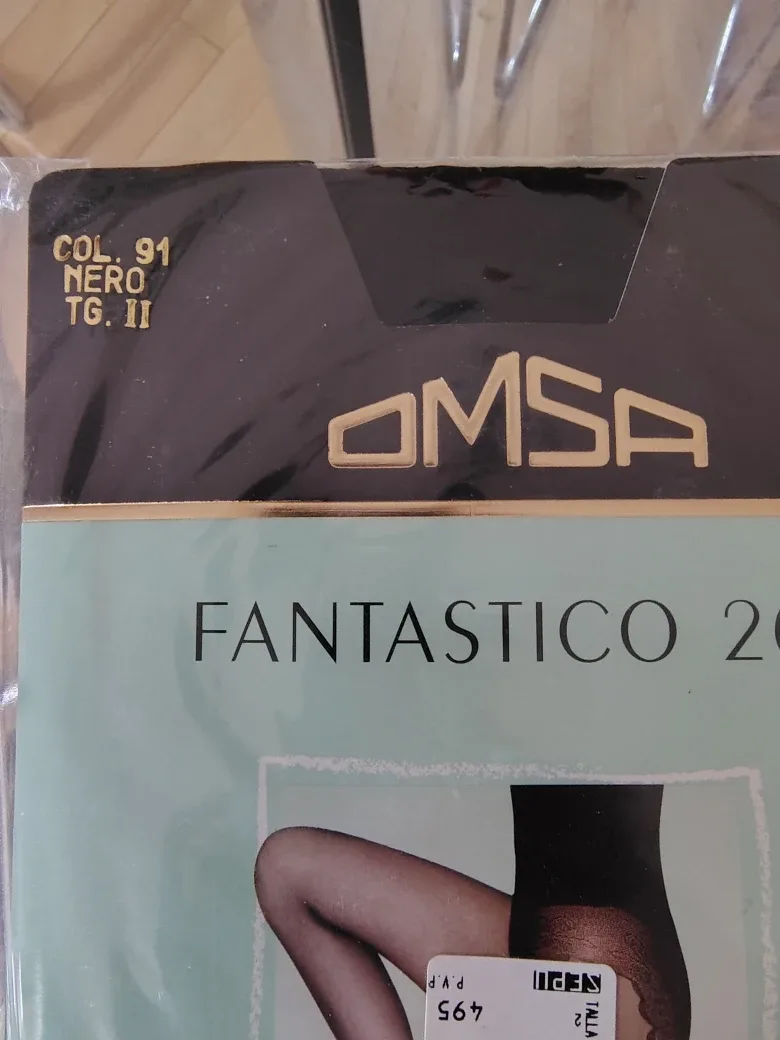 COL. 91
NERO
TG. II
OMSA
FANTASTICO 2
TALLA
2
P.V.P
495